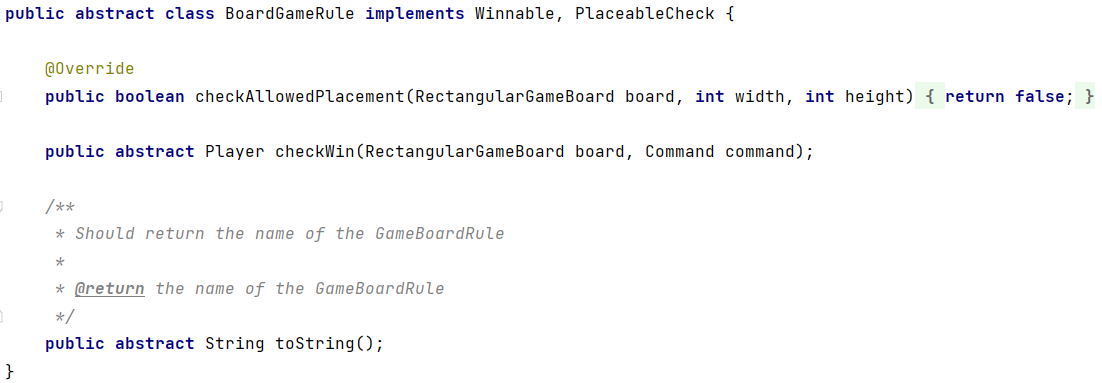 public abstract class BoardGameRule implements Winnable, PlaceableCheck {
@Override
public boolean checkAllowedPlacement(RectangularGameBoard board, int width, int height) { return false; }
public abstract Player checkWin(RectangularGameBoard board, Command command);
/**
* Should return the name of the GameBoardRule
*
* @return the name of the GameBoardRule
*/
public abstract String toString();
}